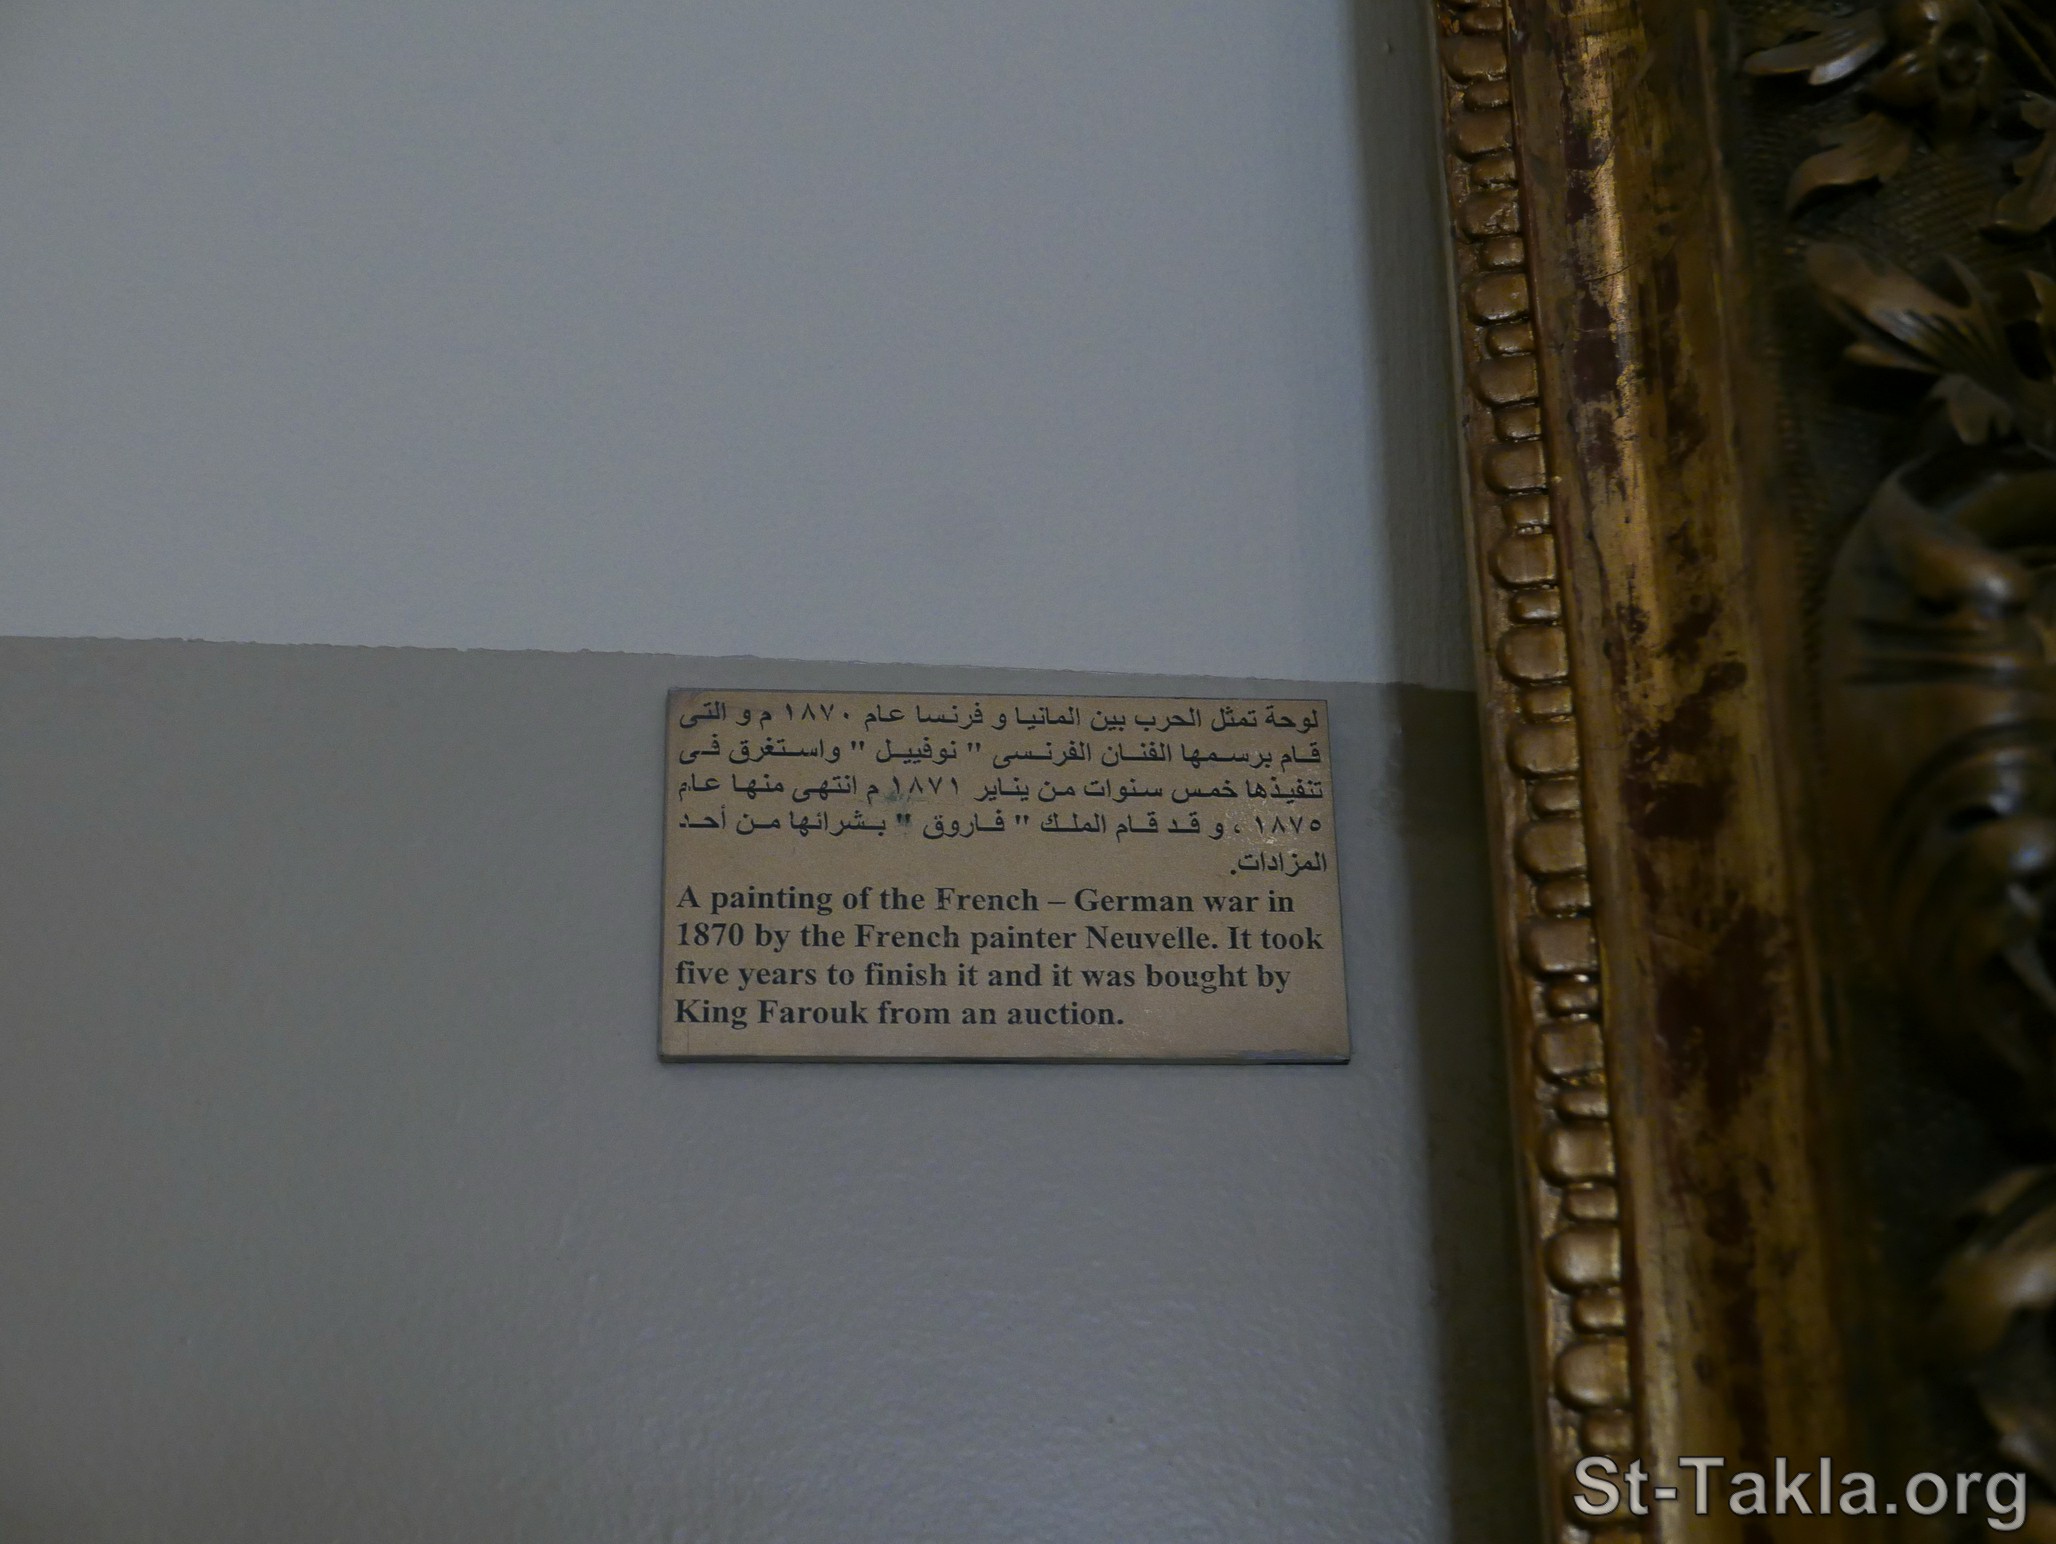 لوحة تمثل الحرب بين المانيا و فرنسا عام ١٨٧٠ م و التى
قام برسمها الفنان الفرنسى " نوفييل " واستغرق فى
تنفيذها خمس سنوات من يناير ١٨٧١ م انتهى منها عام
١٨٧٥ ، و قد قام الملك " فاروق " بشرائها من أحد
المزادات.
A painting of the French – German war in
1870 by the French painter Neuvelle. It took
five years to finish it and it was bought by
King Farouk from an auction.
St-Takla.org